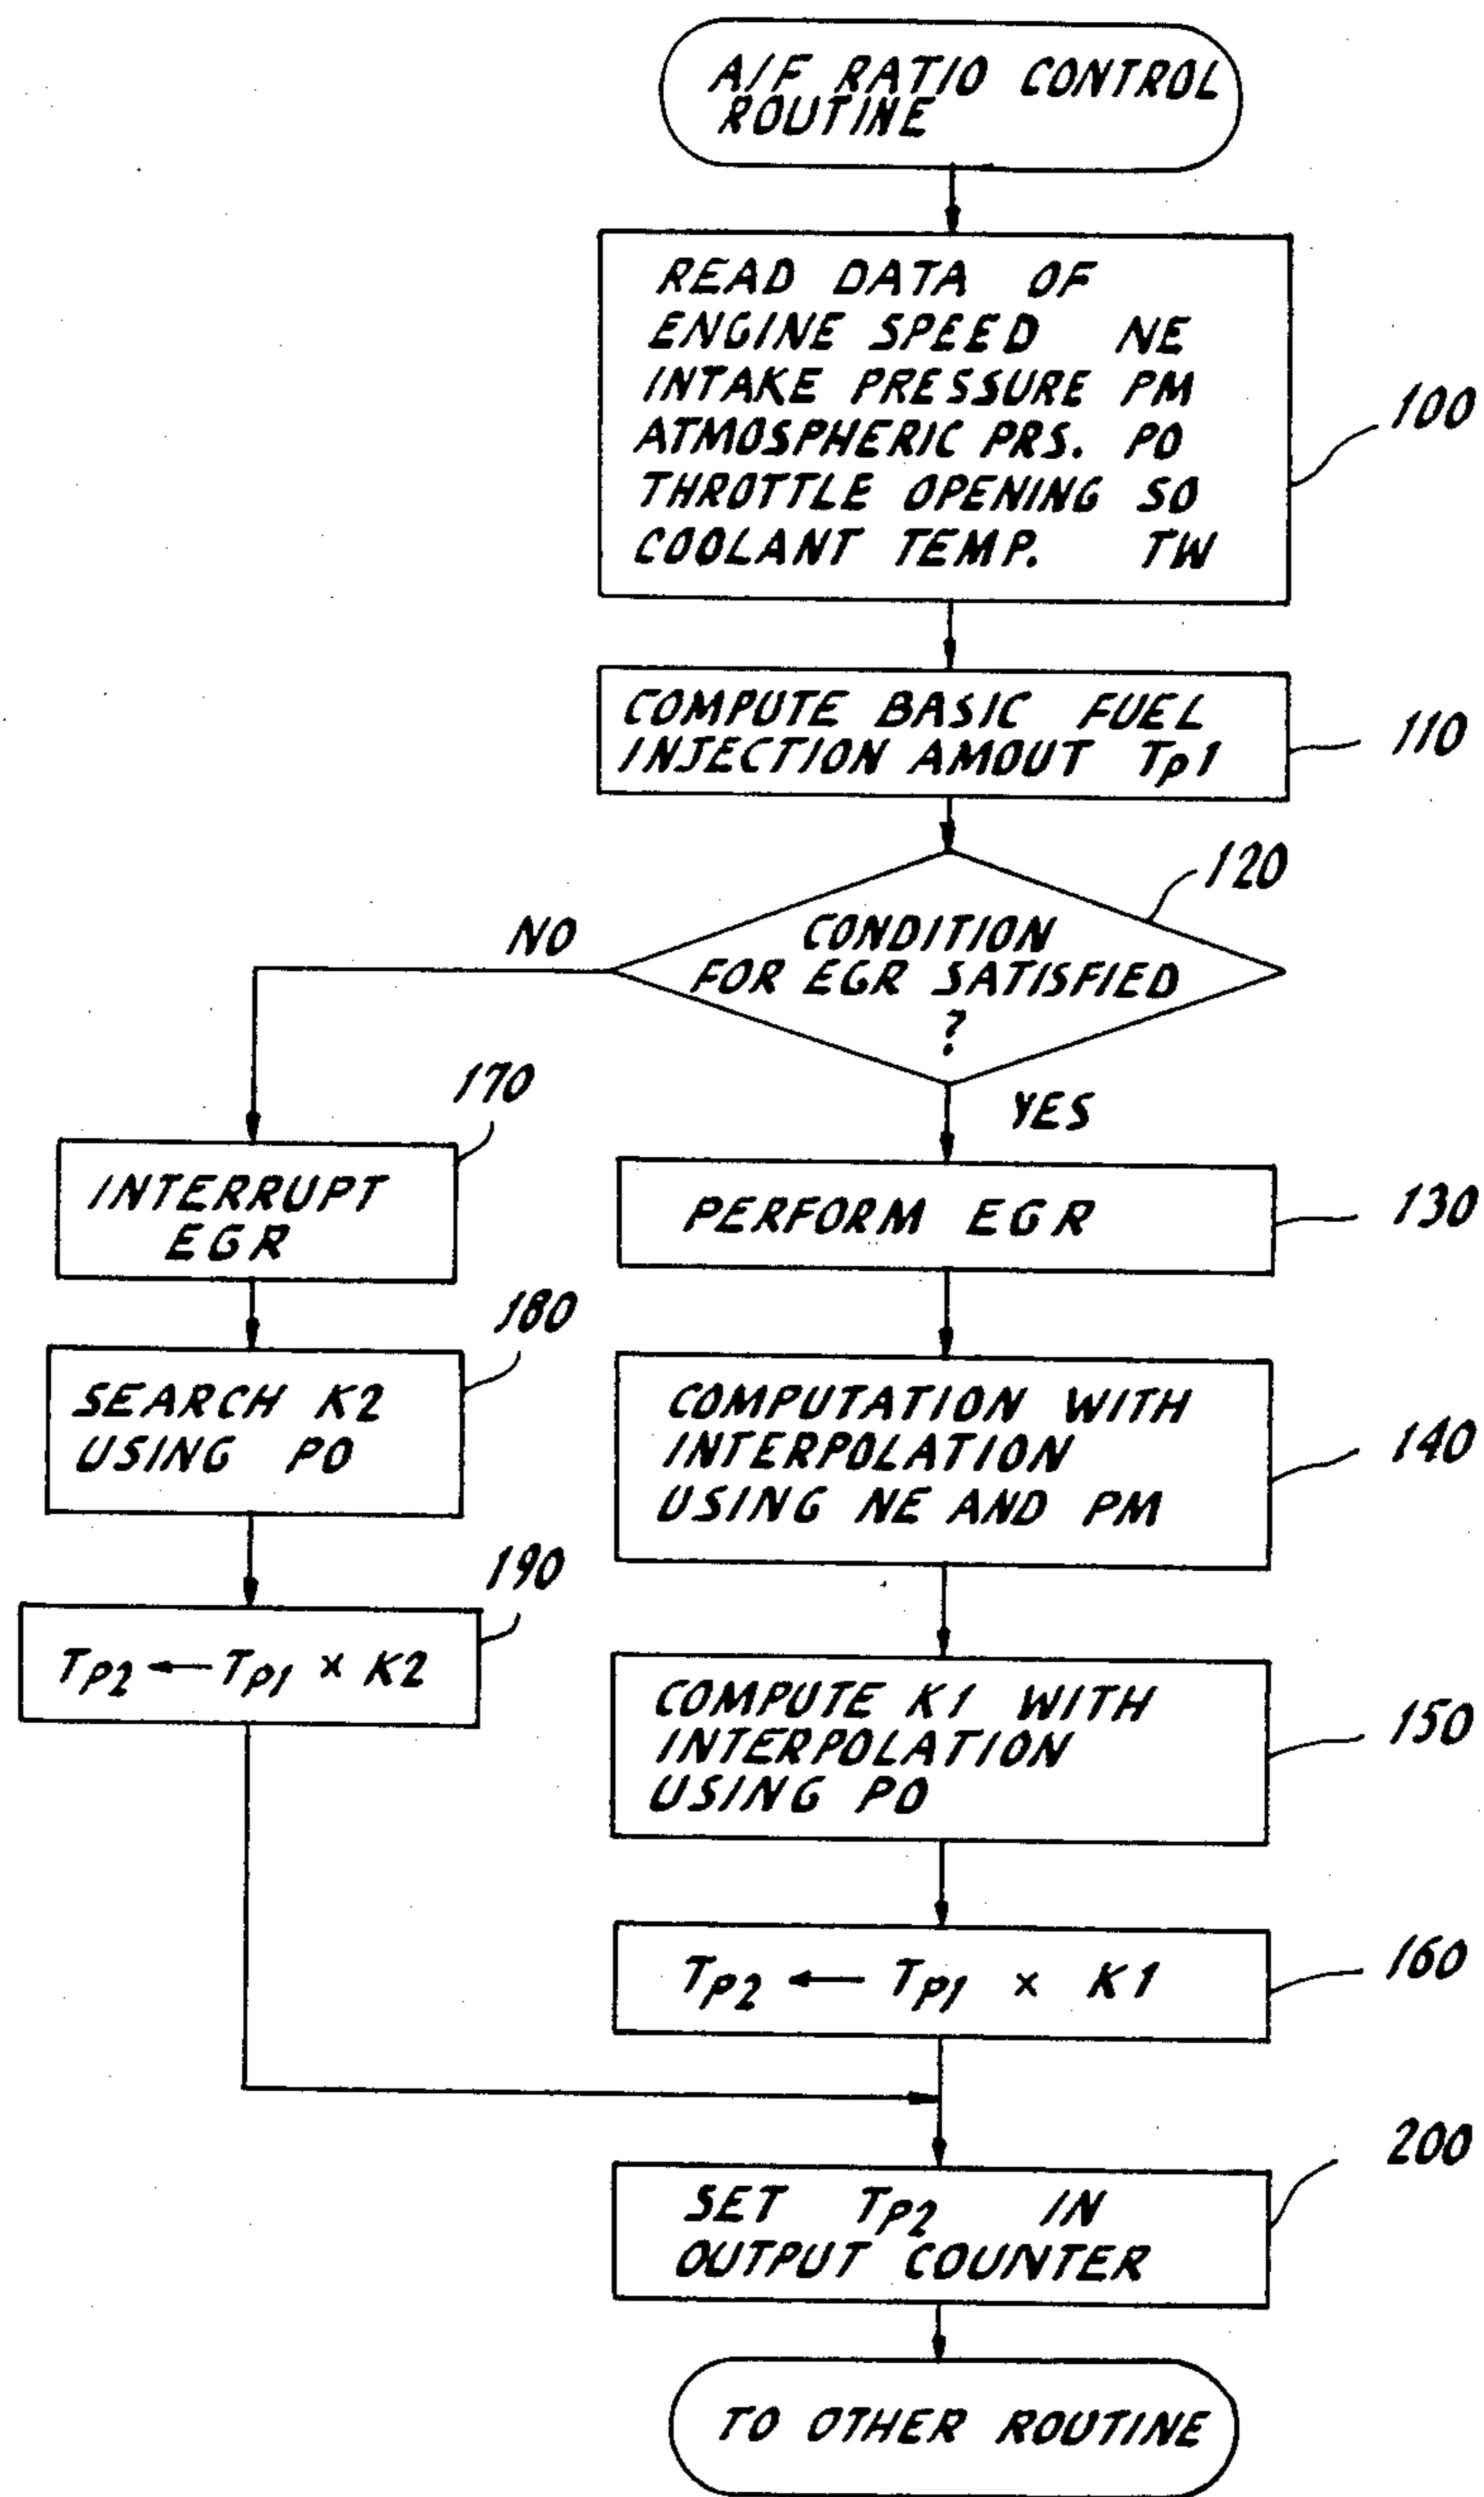 A/F RATIO CONTROL
ROUTINE
READ DATA OF
ENGINE SPEED NE
INTAKE PRESSURE PM
ATMOSPHERIC PRS. PO
THROTTLE OPENING SO
COOLANT TEMP. TW
100
COMPUTE BASIC FUEL
INJECTION AMOUT Tp1
110
120
CONDITION
FOR EGR SATISFIED
?
NO
YES
170
INTERRUPT
EGR
PERFORM EGR
130
180
SEARCH K2
USING PO
COMPUTATION WITH
INTERPOLATION
USING NE AND PM
140
190
TP2 ← TP1 × K2
COMPUTE K1 WITH
INTERPOLATION
USING PO
150
TP2 ← TP1 × K1
160
200
SET TP2 IN
OUTPUT COUNTER
TO OTHER ROUTINE